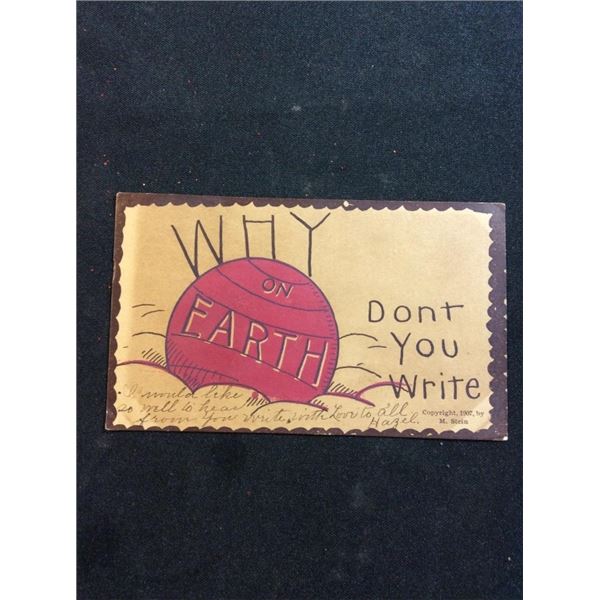 WHY
ON
EARTH
Dont
You
Write
I would like
so well to hear
from you write with Love to all
Hazel.
Copyright, 1907, by
M. Stein